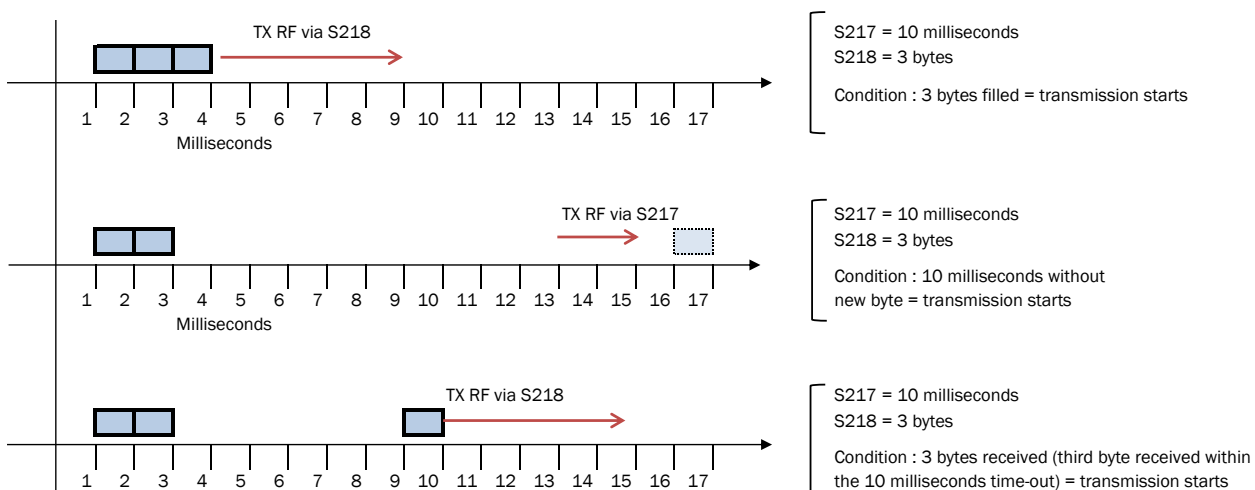 TX RF via S218
1 2 3 4 5 6 7 8 9 10 11 12 13 14 15 16 17
Milliseconds
S217 = 10 milliseconds
S218 = 3 bytes
Condition : 3 bytes filled = transmission starts
TX RF via S217
1 2 3 4 5 6 7 8 9 10 11 12 13 14 15 16 17
Milliseconds
S217 = 10 milliseconds
S218 = 3 bytes
Condition : 10 milliseconds without
new byte = transmission starts
TX RF via S218
1 2 3 4 5 6 7 8 9 10 11 12 13 14 15 16 17
S217 = 10 milliseconds
S218 = 3 bytes
Condition : 3 bytes received (third byte received within
the 10 milliseconds time-out) = transmission starts